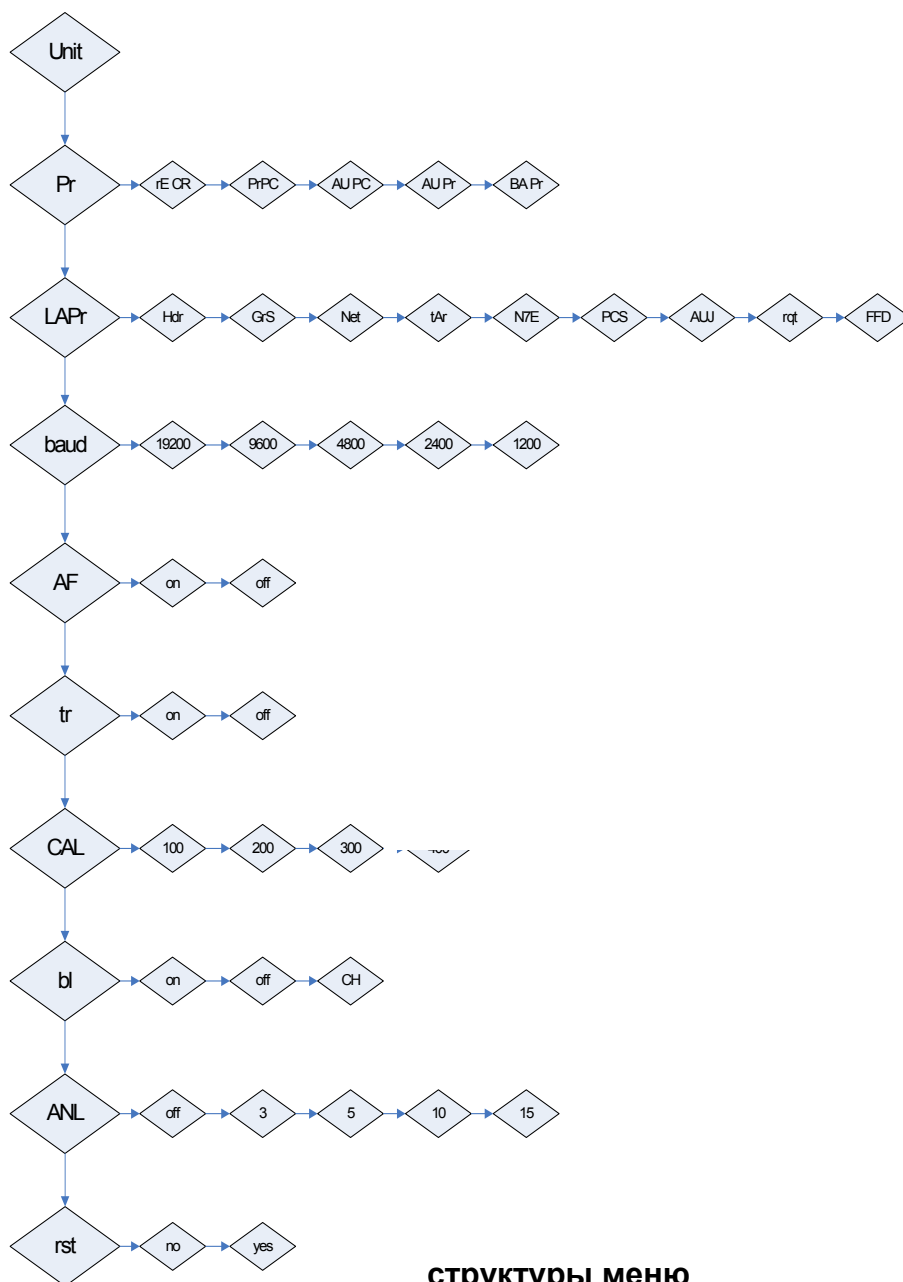 Unit
Pr rE CR PrPC AU PC AU Pr BA Pr
LAPr Hdr GrS Net tAr N7E PCS AUJ rqt FFD
baud 19200 9600 4800 2400 1200
AF on off
tr on off
CAL 100 200 300
bl on off CH
ANL off 3 5 10 15
rst no yes
структуры меню